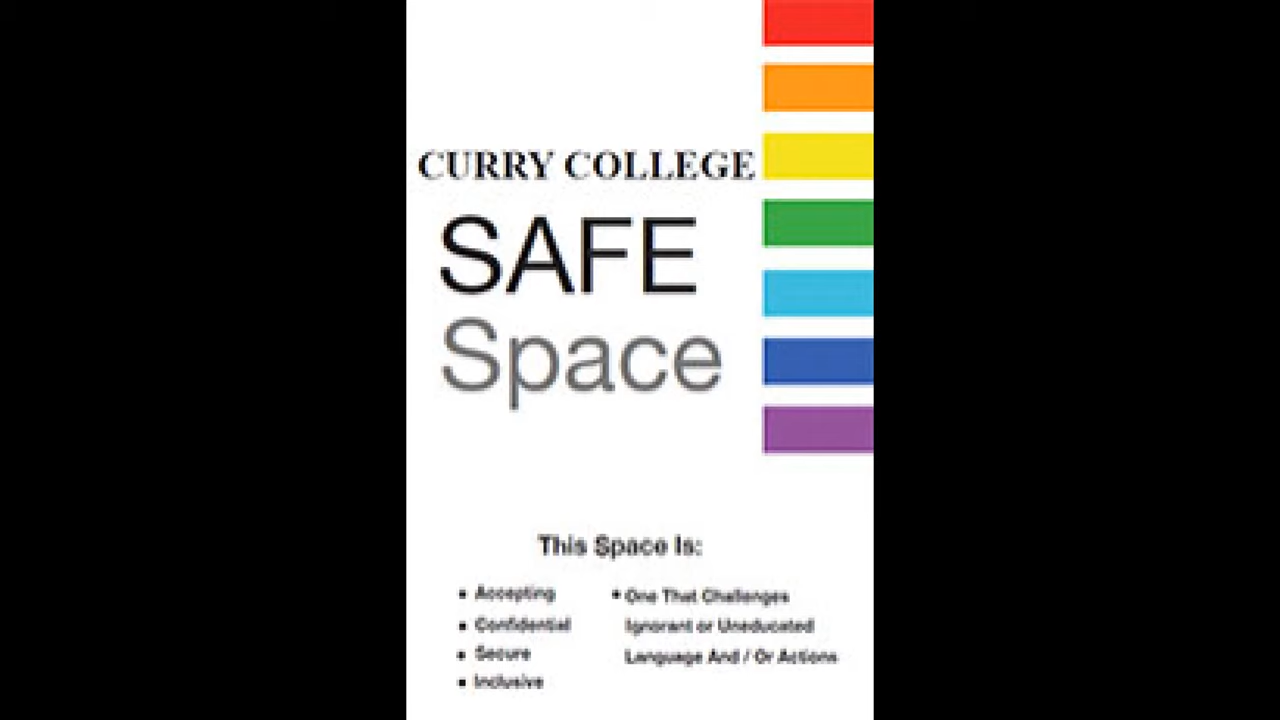 CURRY COLLEGE
SAFE
Space
This Space Is:
• Accepting
• Confidential
• Secure
• Inclusive
• One That Challenges
Ignorant or Uneducated
Language And / Or Actions